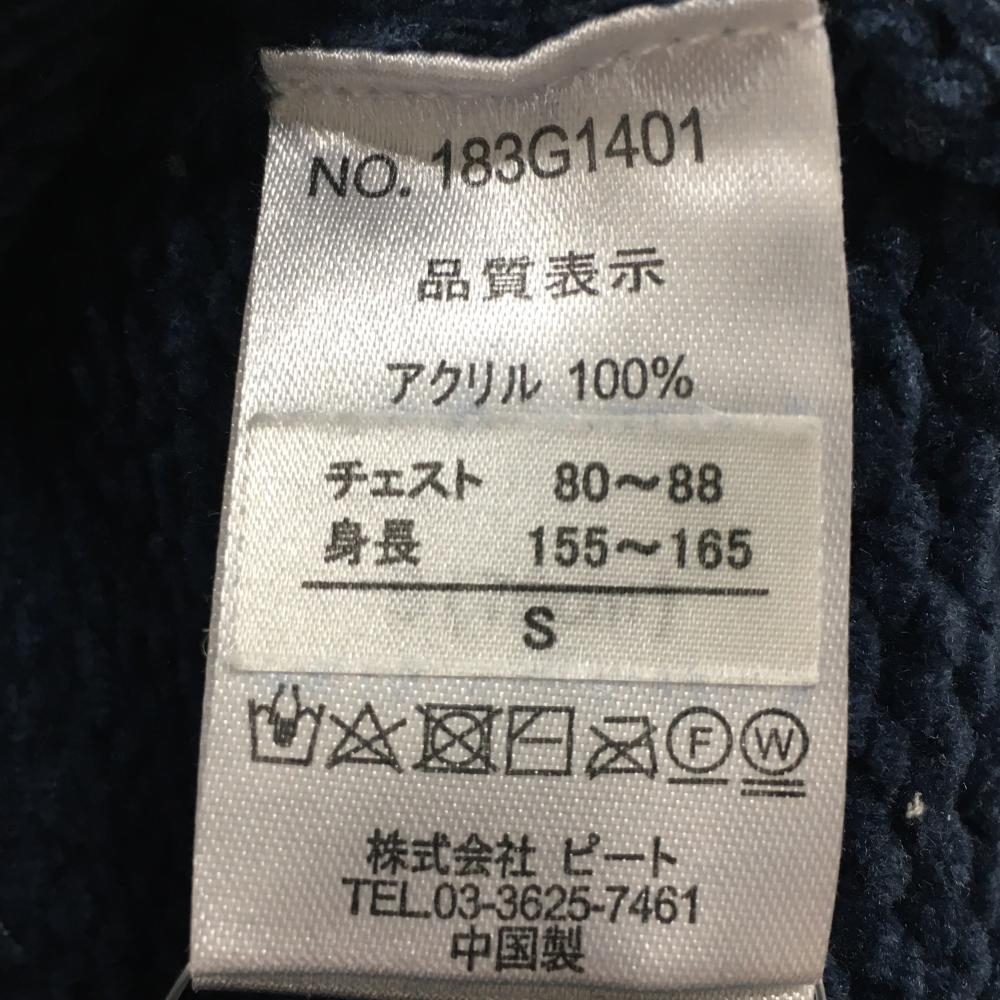 NO. 183G1401
品質表示
アクリル 100%
チェスト 80～88
身長 155～165
S
F W
株式会社 ピート
TEL.03-3625-7461
中国製